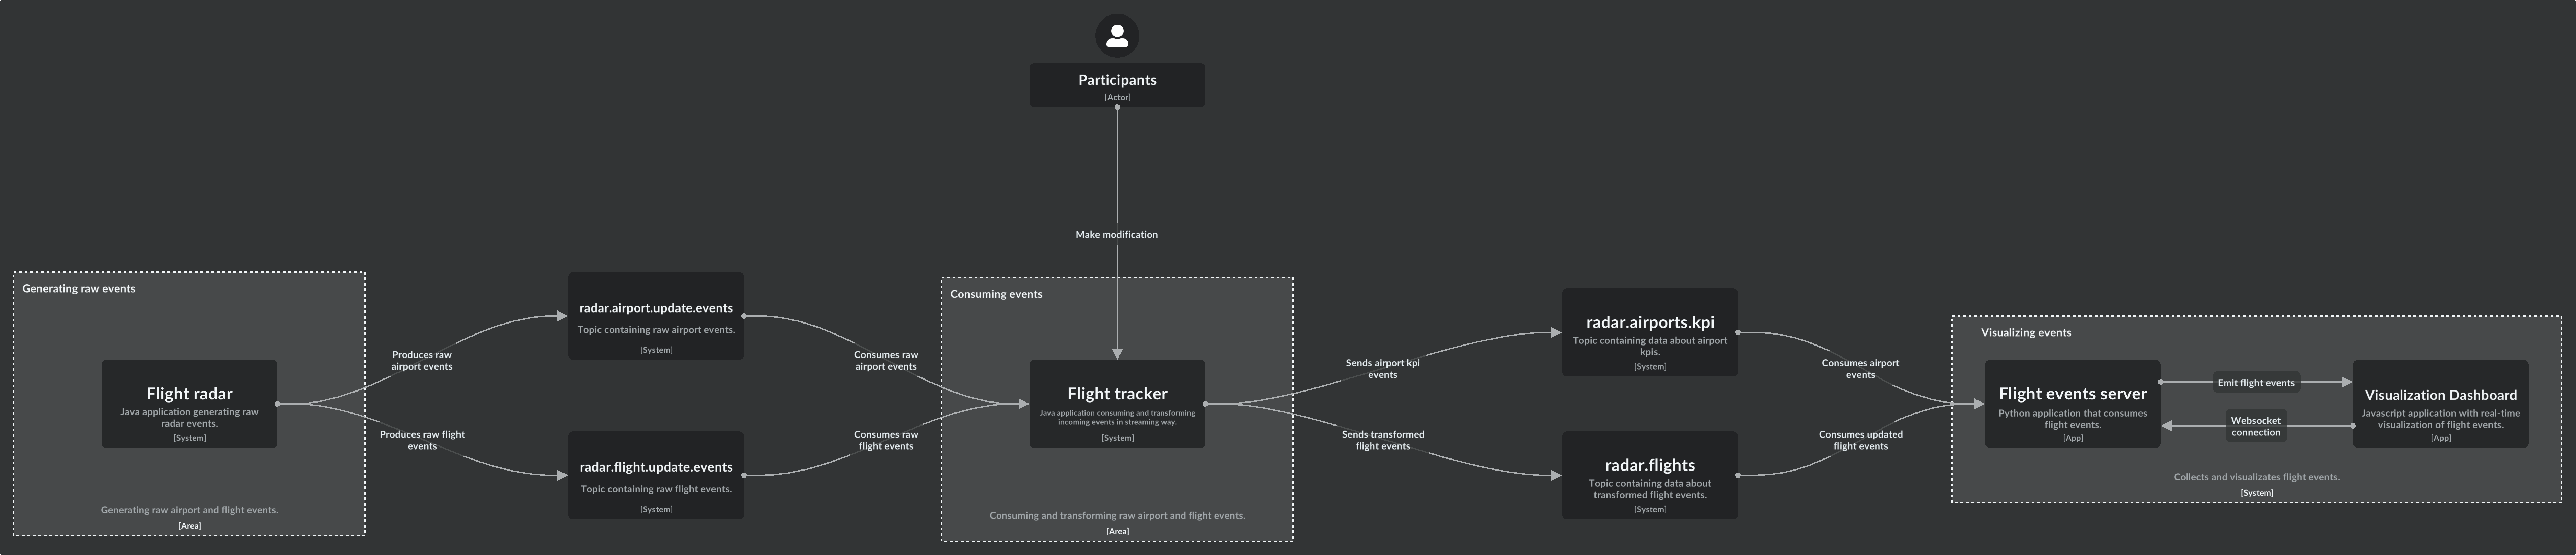 Participants
[Actor]
Make modification
Generating raw events
Flight radar
Java application generating raw
radar events.
[System]
Generating raw airport and flight events.
[Area]
Produces raw
airport events
Produces raw flight
events
radar.airport.update.events
Topic containing raw airport events.
[System]
radar.flight.update.events
Topic containing raw flight events.
[System]
Consumes raw
airport events
Consumes raw
flight events
Consuming events
Flight tracker
Java application consuming and transforming
incoming events in streaming way.
[System]
Consuming and transforming raw airport and flight events.
[Area]
Sends airport kpi
events
Sends transformed
flight events
radar.airports.kpi
Topic containing data about airport
kpis.
[System]
radar.flights
Topic containing data about
transformed flight events.
[System]
Consumes airport
events
Consumes updated
flight events
Visualizing events
Flight events server
Python application that consumes
flight events.
[App]
Emit flight events
Websocket
connection
Visualization Dashboard
Javascript application with real-time
visualization of flight events.
[App]
Collects and visualizates flight events.
[System]